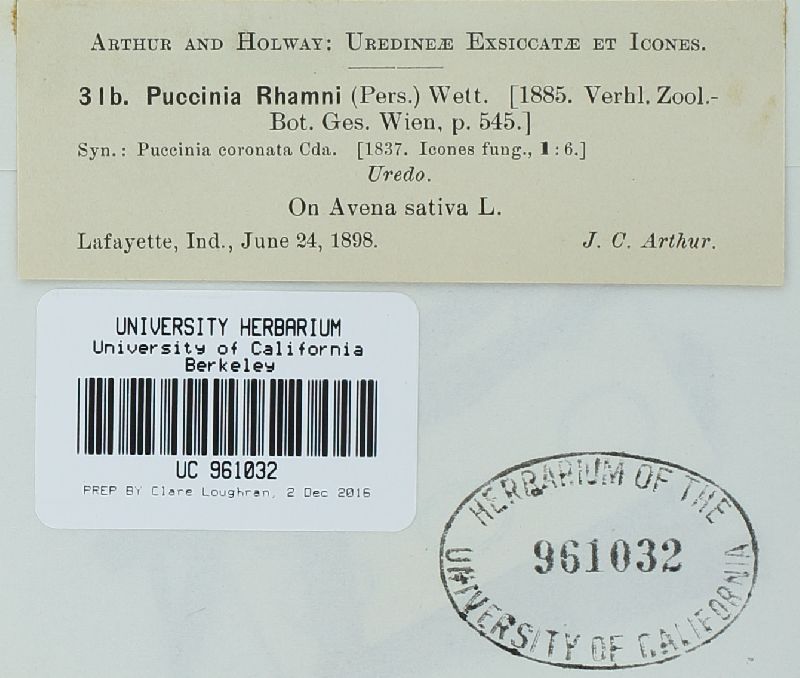 ARTHUR AND HOLWAY: UREDINEÆ EXSICCATÆ ET ICONES.
31b. Puccinia Rhamni (Pers.) Wett. [1885. Verhl. Zool.-
Bot. Ges. Wien, p. 545.]
Syn.: Puccinia coronata Cda. [1837. Icones fung., 1:6.]
Uredo.
On Avena sativa L.
Lafayette, Ind., June 24, 1898. J. C. Arthur.
UNIVERSITY HERBARIUM
University of California
Berkeley
UC 961032
PREP BY Clare Loughran, 2 Dec 2016
HERBARIUM OF THE
961032
UNIVERSITY OF CALIFORNIA